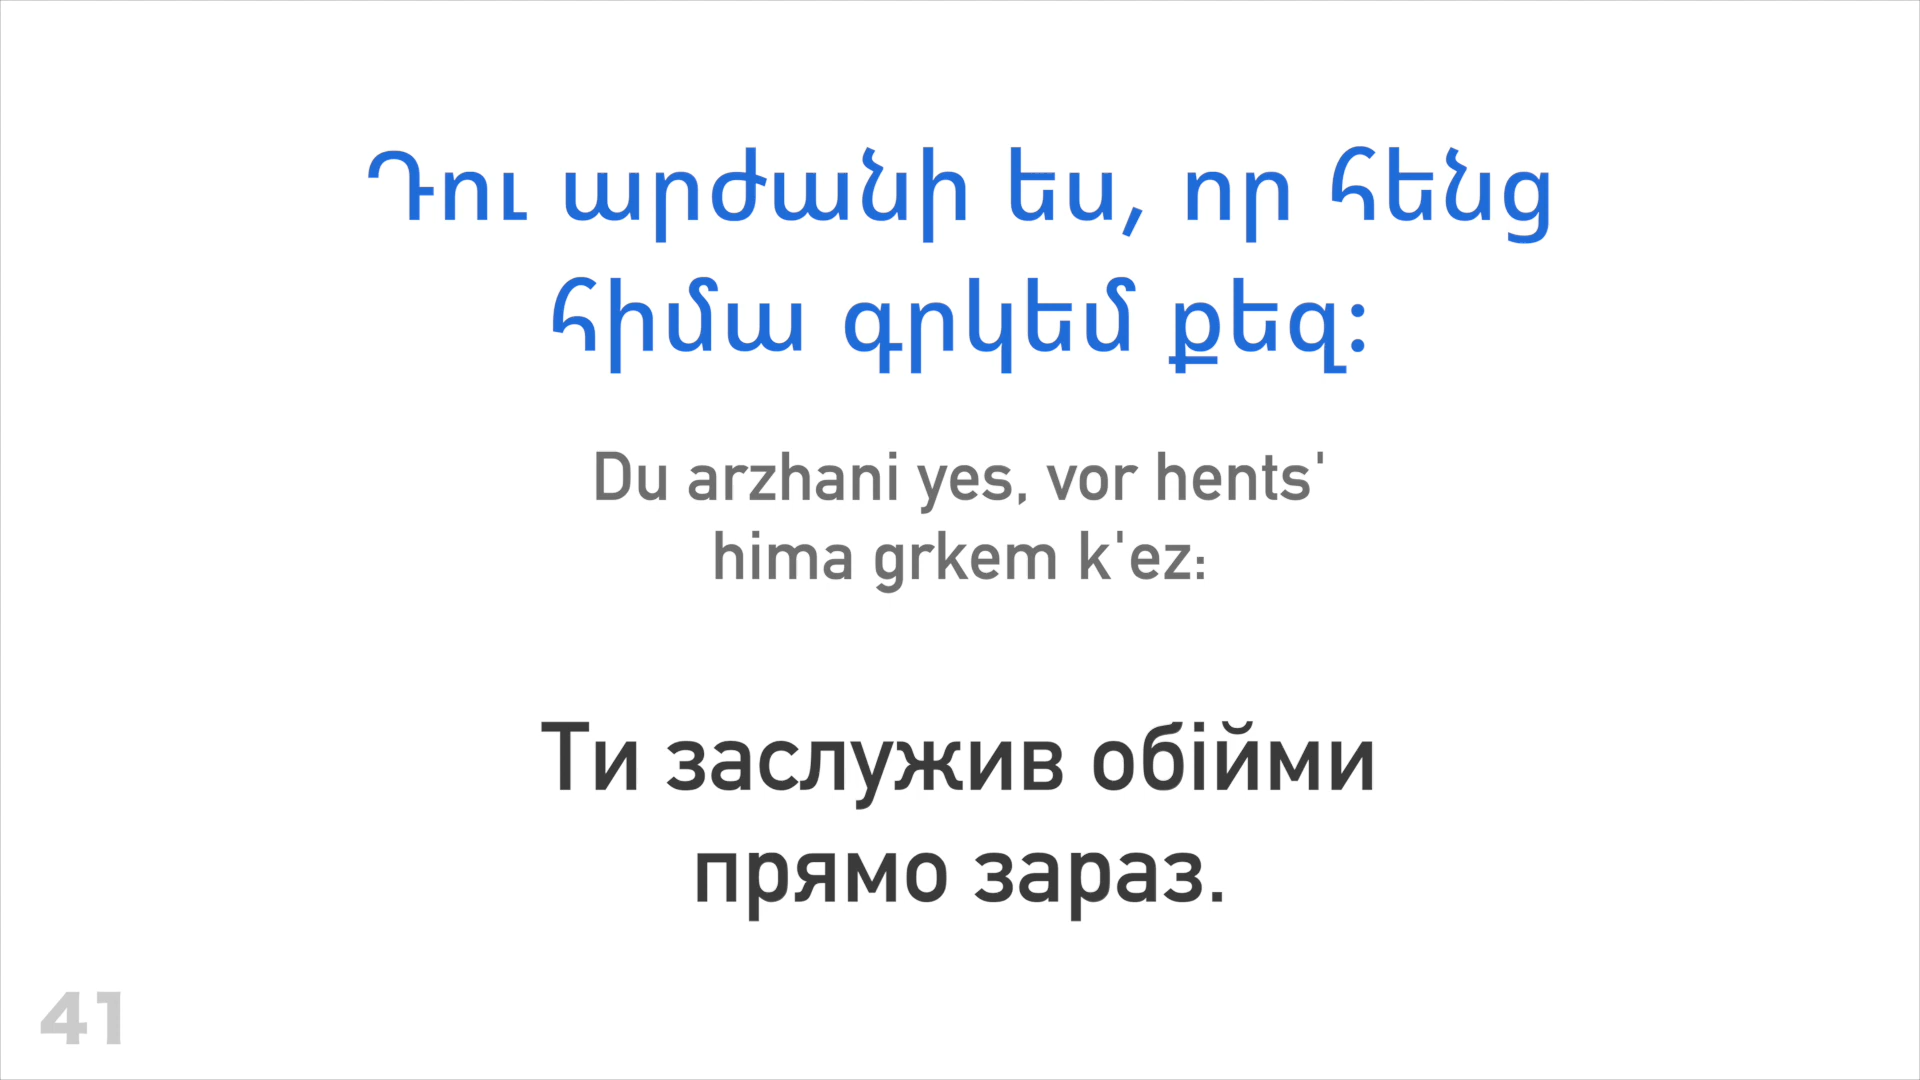 Դու արժանի ես, որ հենց
հիմա գրկեմ քեզ:
Du arzhani yes, vor hents'
hima grkem k'ez:
Ти заслужив обійми
прямо зараз.
41